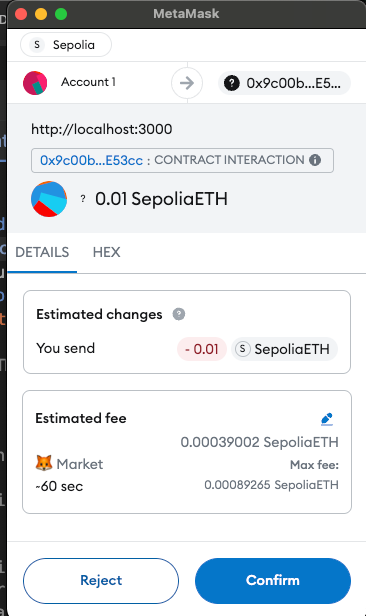 MetaMask
S Sepolia
Account 1 ? 0x9c00b...E5...
http://localhost:3000
0x9c00b...E53cc : CONTRACT INTERACTION i
? 0.01 SepoliaETH
DETAILS HEX
Estimated changes ?
You send - 0.01 S SepoliaETH
Estimated fee
0.00039002 SepoliaETH
Market Max fee:
~60 sec 0.00089265 SepoliaETH
Reject Confirm